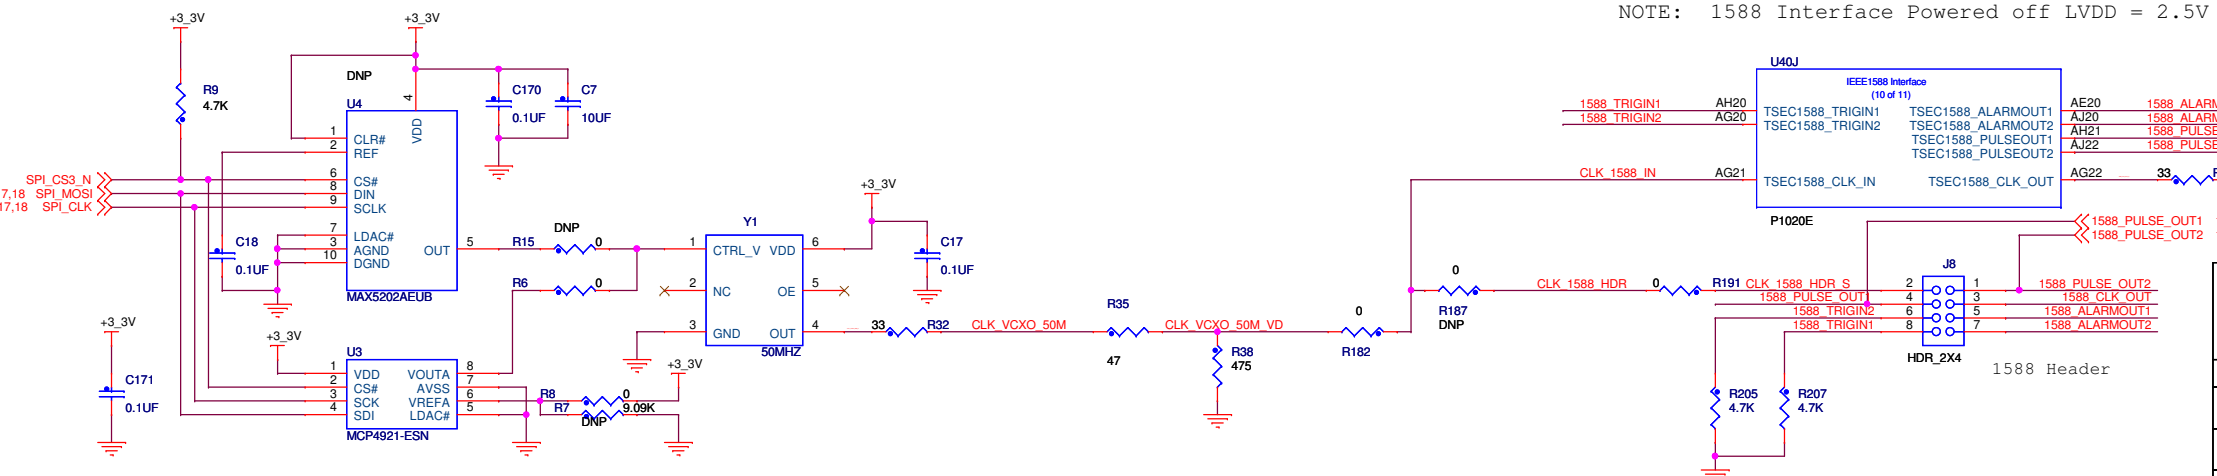 NOTE: 1588 Interface Powered off LVDD = 2.5V
+3_3V
+3_3V
R9
4.7K
DNP
U4
4
VDD
1 CLR#
2 REF
6 CS#
8 DIN
9 SCLK
7 LDAC#
3 AGND
10 DGND
OUT 5
MAX5202AEUB
C170
0.1UF
C7
10UF
SPI_CS3_N
7,18 SPI_MOSI
17,18 SPI_CLK
C18
0.1UF
DNP
R15 0
R6 0
+3_3V
Y1
1 CTRL_V VDD 6
2 NC OE 5
3 GND OUT 4
50MHZ
C17
0.1UF
33 R32
CLK_VCXO_50M
R35
47
CLK_VCXO_50M_VD
R38
475
0
R182
+3_3V
C171
0.1UF
+3_3V
U3
1 VDD VOUTA 8
2 CS# AVSS 7
3 SCK VREFA 6
4 SDI LDAC# 5
MCP4921-ESN
+3_3V
R8 0
R7 9.09K
DNP
U40J
IEEE1588 Interface
(10 of 11)
1588_TRIGIN1 AH20 TSEC1588_TRIGIN1
1588_TRIGIN2 AG20 TSEC1588_TRIGIN2
CLK_1588_IN AG21 TSEC1588_CLK_IN
TSEC1588_ALARMOUT1 AE20 1588_ALARM
TSEC1588_ALARMOUT2 AJ20 1588_ALARM
TSEC1588_PULSEOUT1 AH21 1588_PULSE
TSEC1588_PULSEOUT2 AJ22 1588_PULSE
TSEC1588_CLK_OUT AG22 33
P1020E
1588_PULSE_OUT1
1588_PULSE_OUT2
0
R187
DNP
CLK_1588_HDR
0 R191
J8
CLK_1588_HDR_S 2 1 1588_PULSE_OUT2
1588_PULSE_OUT1 4 3 1588_CLK_OUT
1588_TRIGIN2 6 5 1588_ALARMOUT1
1588_TRIGIN1 8 7 1588_ALARMOUT2
HDR_2X4
1588 Header
R205
4.7K
R207
4.7K